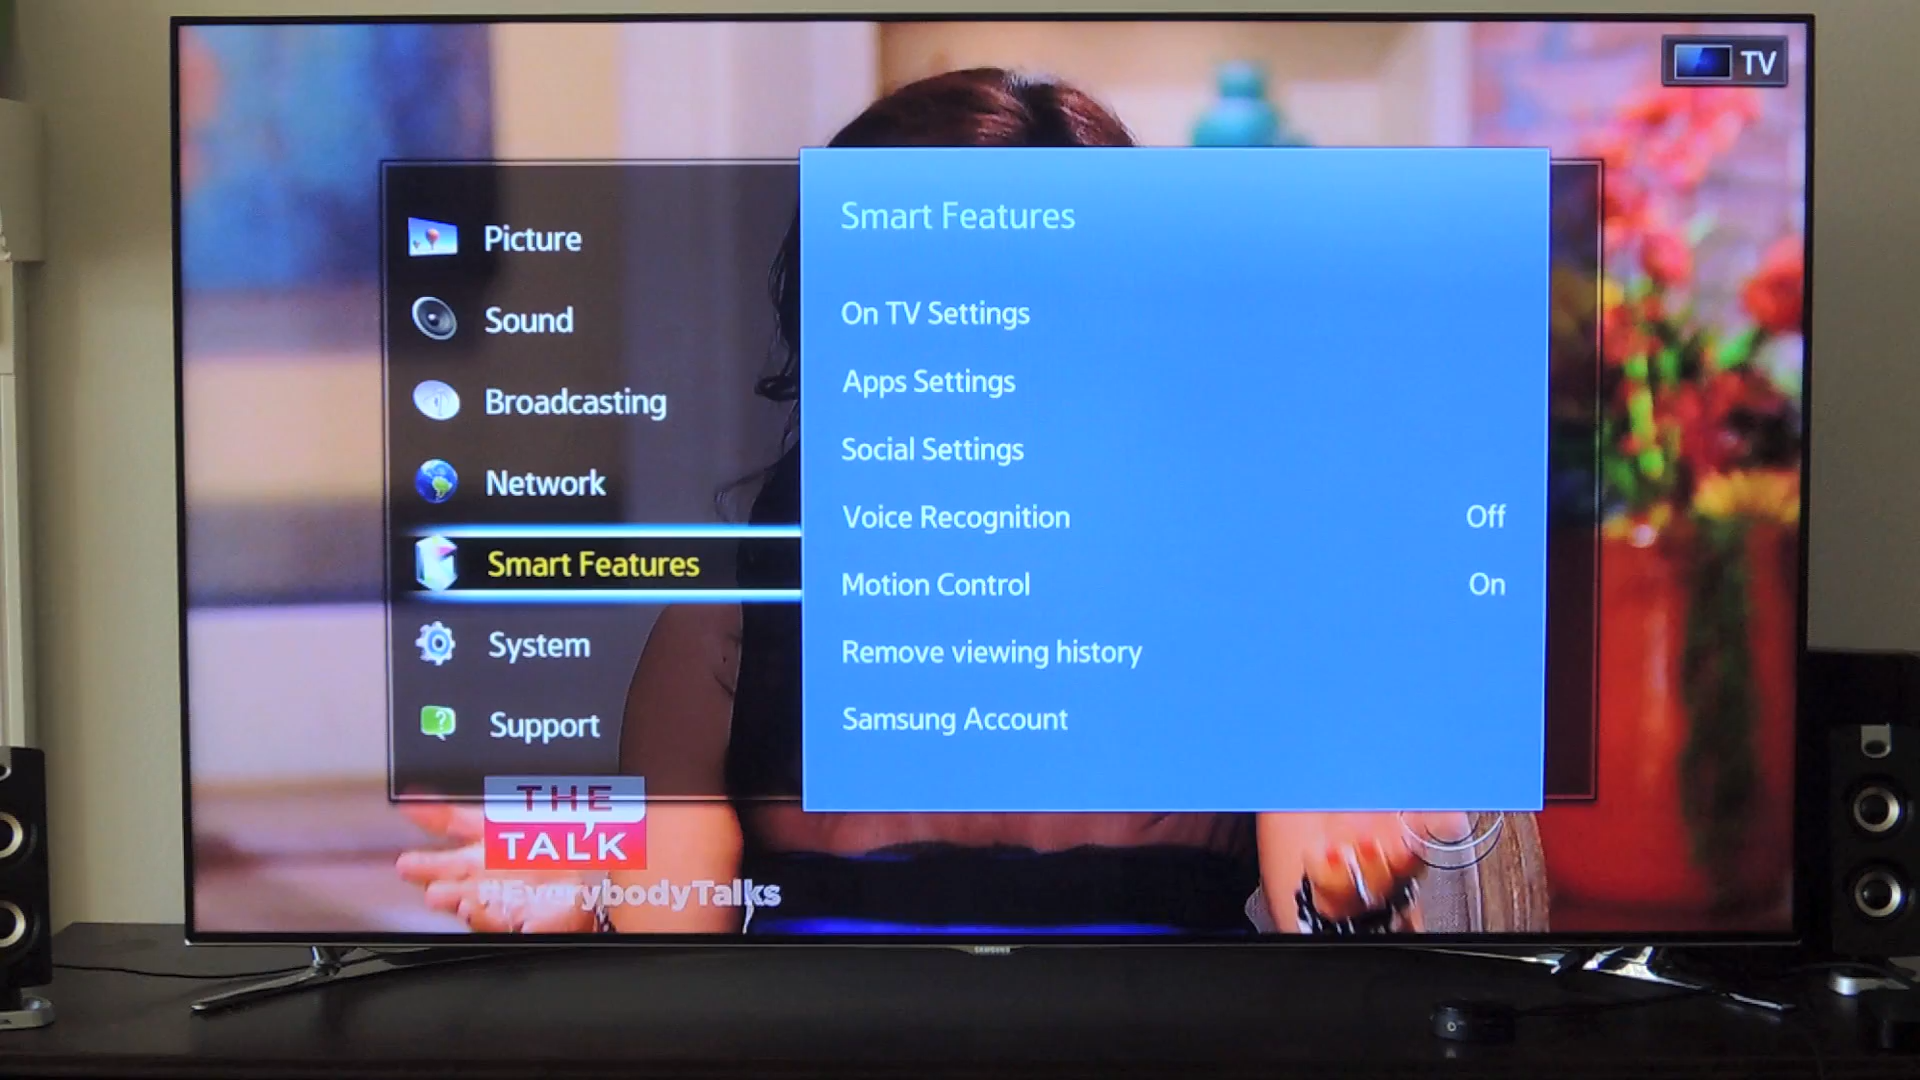 TV
Picture
Sound
Broadcasting
Network
Smart Features
System
Support
Smart Features
On TV Settings
Apps Settings
Social Settings
Voice Recognition Off
Motion Control On
Remove viewing history
Samsung Account
THE
TALK
#EverybodyTalks
SAMSUNG